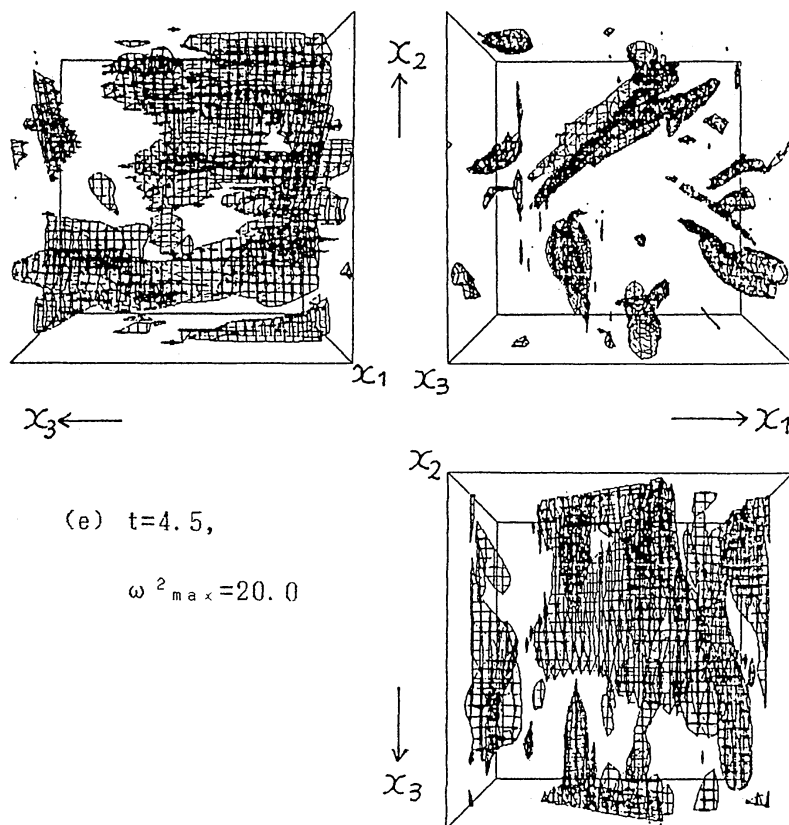 x₂
x₁
x₃
x₃
x₁
x₂
(e) t=4.5,
ω²max=20.0
x₃